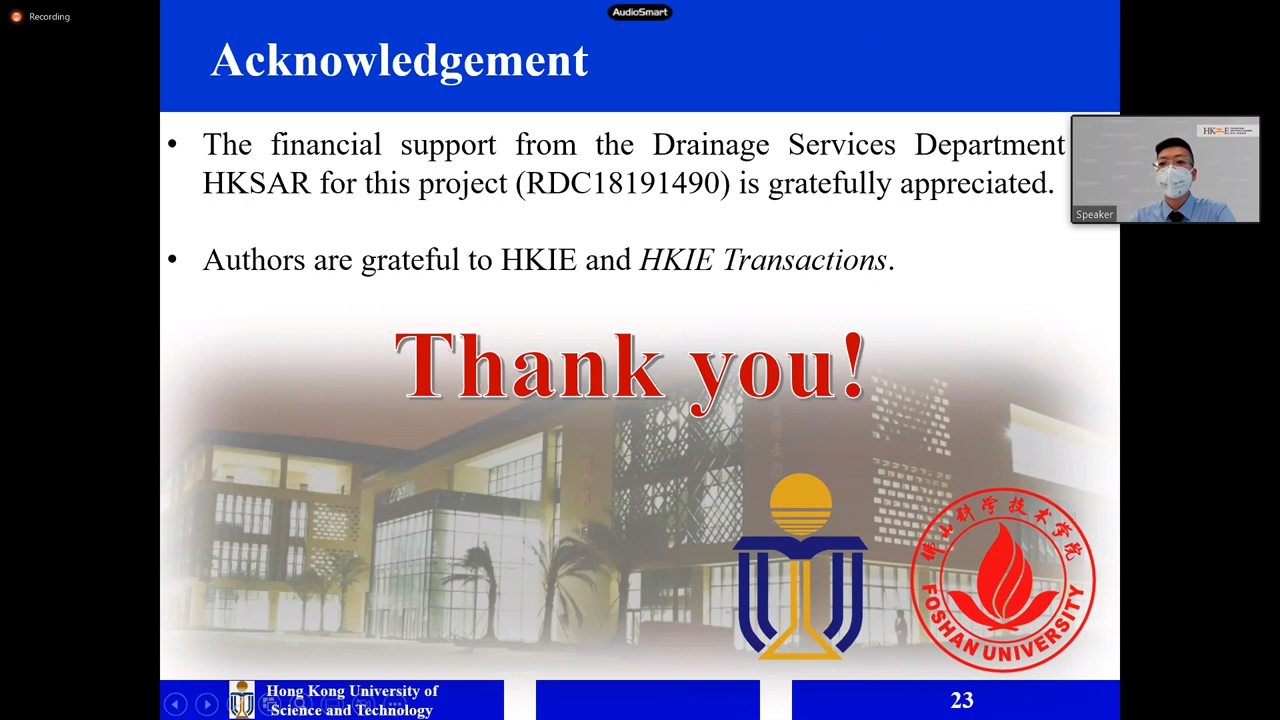 Recording
AudioSmart
Acknowledgement
• The financial support from the Drainage Services Department
HKSAR for this project (RDC18191490) is gratefully appreciated.
• Authors are grateful to HKIE and HKIE Transactions.
Thank you!
HKIE
Speaker
佛山科学技术学院
FOSHAN UNIVERSITY
Hong Kong University of
Science and Technology
23